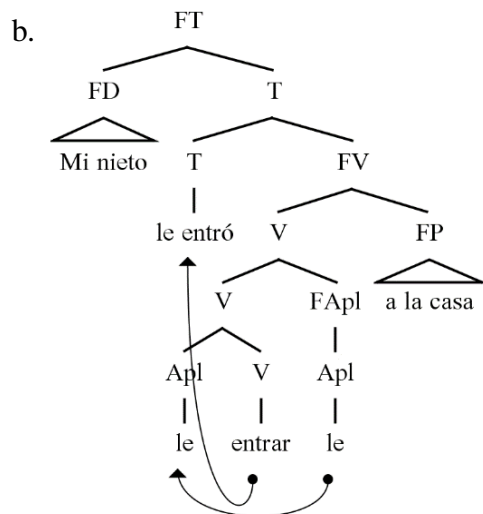 b.
FT
FD T
Mi nieto T FV
le entró V FP
V FApl a la casa
Apl V Apl
le entrar le